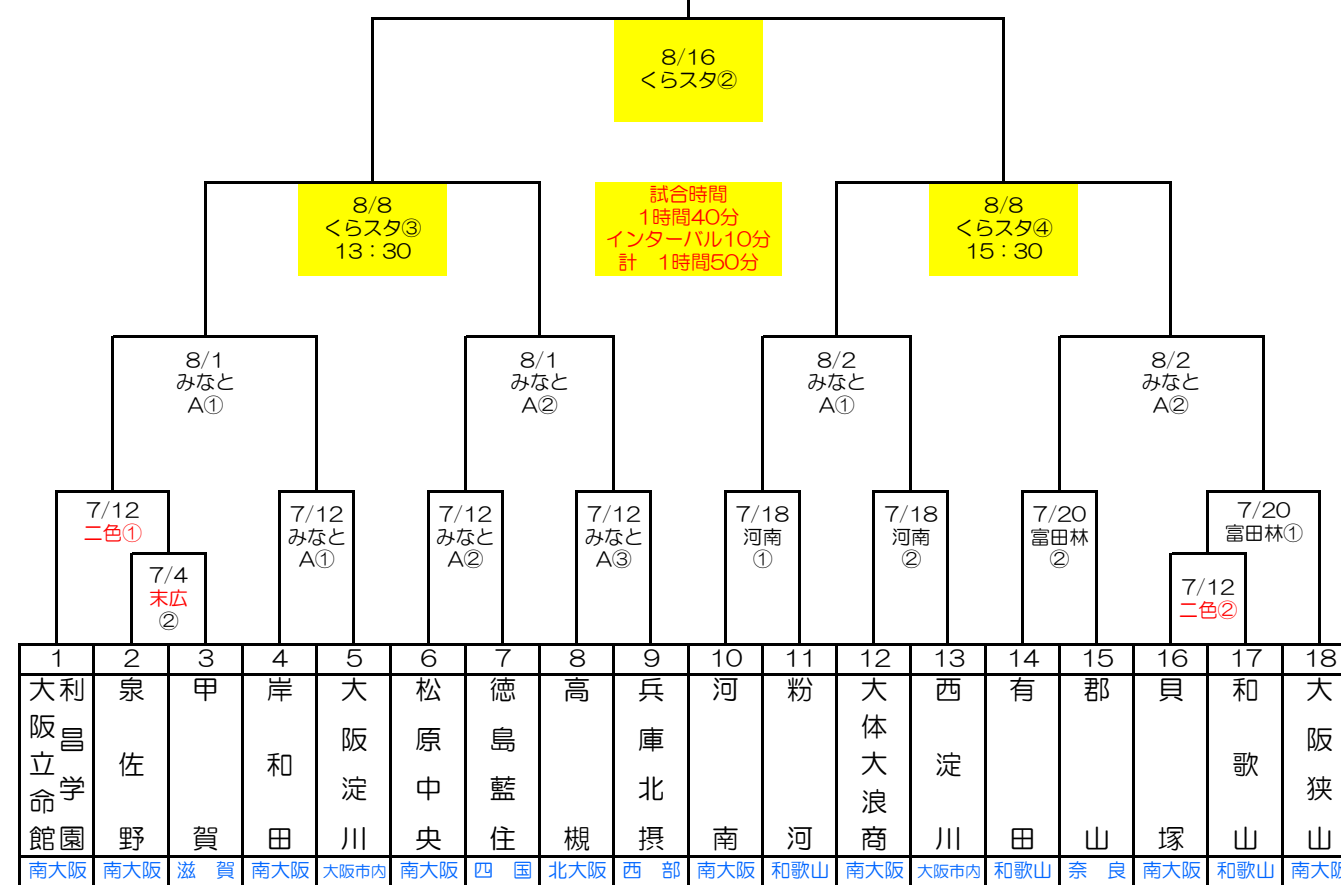 8/16
くらスタ②
8/8
くらスタ③
13：30
試合時間
1時間40分
インターバル10分
計　1時間50分
8/8
くらスタ④
15：30
8/1
みなと
A①
8/1
みなと
A②
8/2
みなと
A①
8/2
みなと
A②
7/12
二色①
7/4
末広
②
7/12
みなと
A①
7/12
みなと
A②
7/12
みなと
A③
7/18
河南
①
7/18
河南
②
7/20
富田林
②
7/20
富田林①
7/12
二色②
1 2 3 4 5 6 7 8 9 10 11 12 13 14 15 16 17 18
大阪立命館
利昌学園
泉佐野
甲賀
岸和田
大阪淀川
松原中央
徳島藍住
高槻
兵庫北摂
河南
粉河
大体大浪商
西淀川
有田
郡山
貝塚
和歌山
大阪狭山
南大阪 南大阪 滋　賀 南大阪 大阪市内 南大阪 四　国 北大阪 西　部 南大阪 和歌山 南大阪 大阪市内 和歌山 奈　良 南大阪 和歌山 南大阪